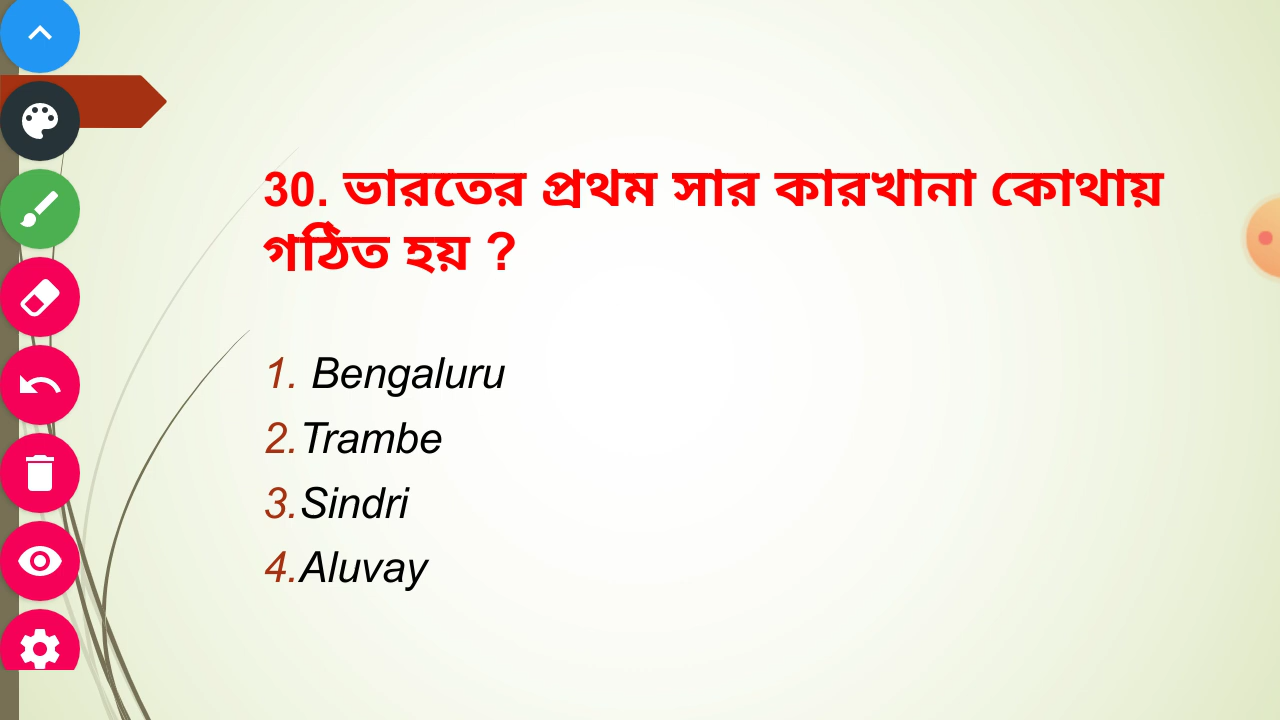 30. ভারতের প্রথম সার কারখানা কোথায়
গঠিত হয় ?
1. Bengaluru
2.Trambe
3.Sindri
4.Aluvay